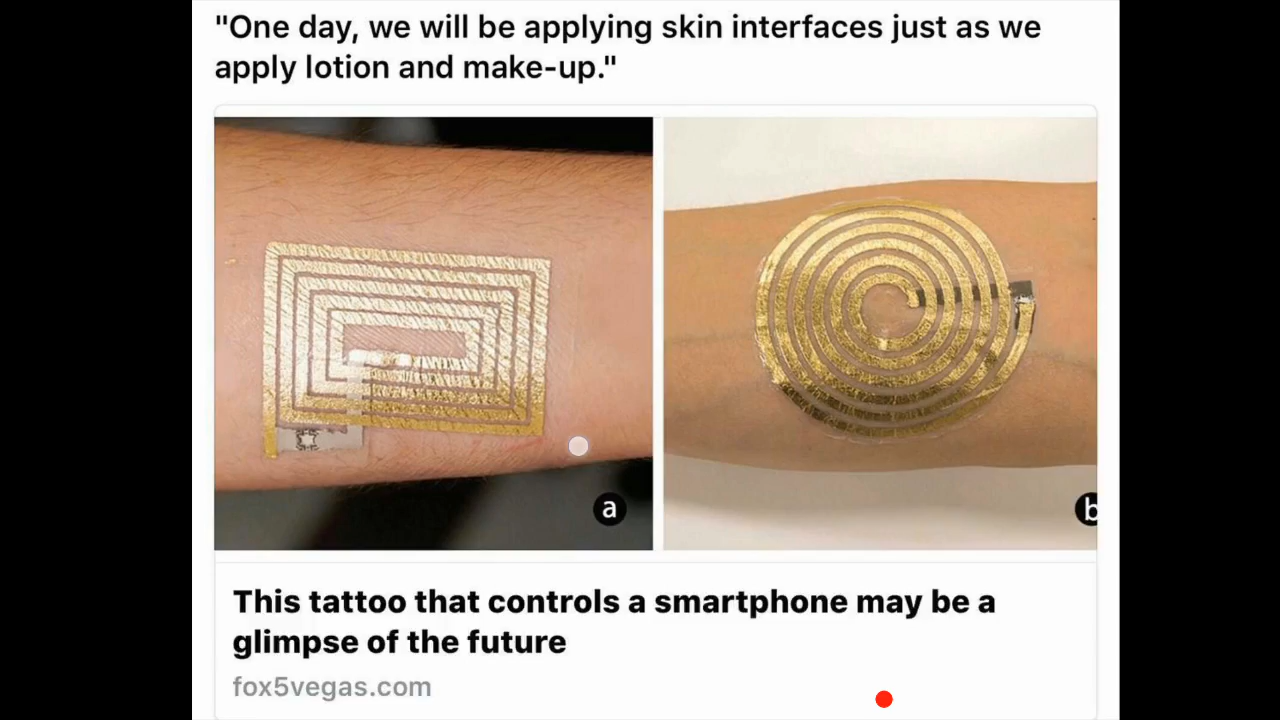 "One day, we will be applying skin interfaces just as we
apply lotion and make-up."
a
b
This tattoo that controls a smartphone may be a
glimpse of the future
fox5vegas.com